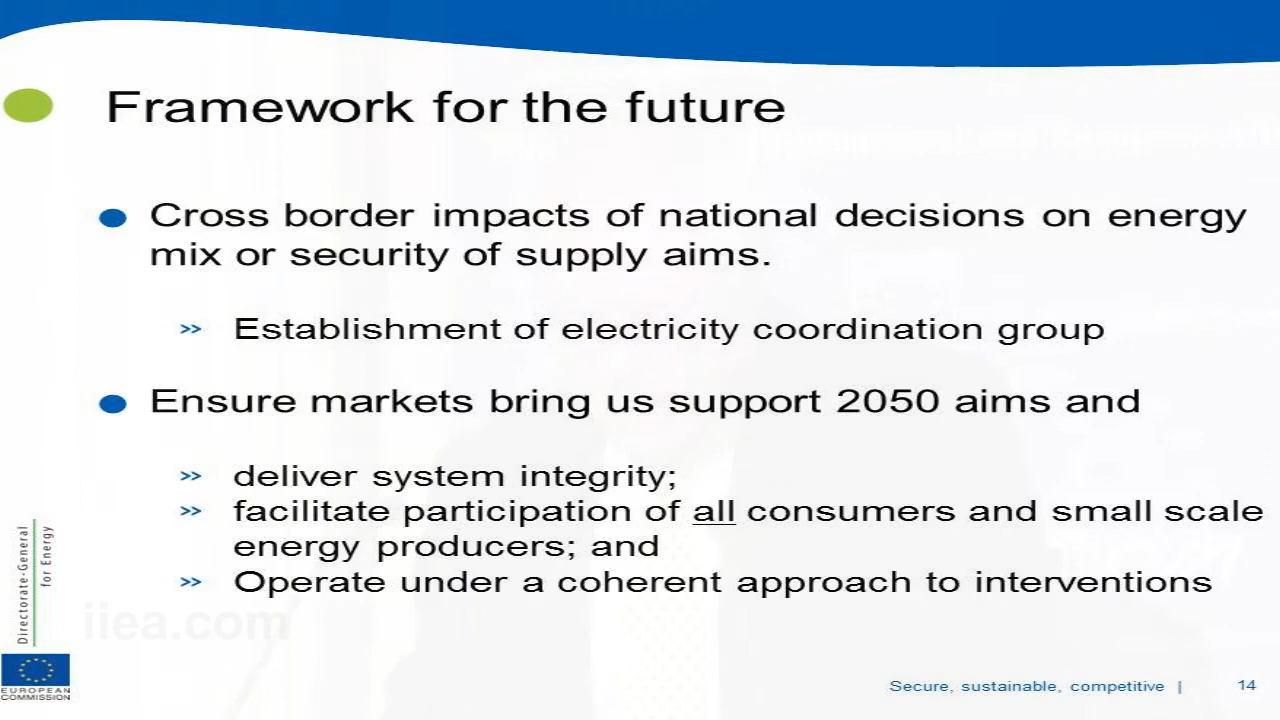 Framework for the future
Cross border impacts of national decisions on energy
mix or security of supply aims.
>> Establishment of electricity coordination group
Ensure markets bring us support 2050 aims and
>> deliver system integrity;
>> facilitate participation of all consumers and small scale
energy producers; and
>> Operate under a coherent approach to interventions
Directorate-General
for Energy
iiea.com
EUROPEAN
COMMISSION
Secure, sustainable, competitive |
14